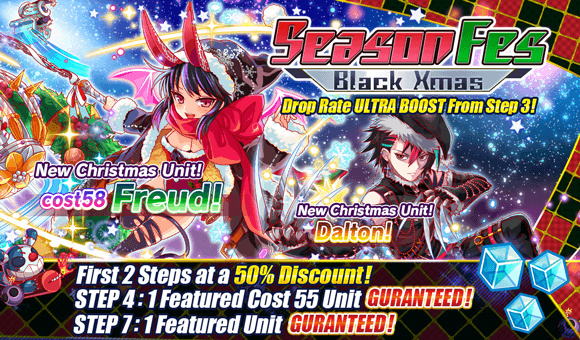 Season Fes
Black Xmas
Drop Rate ULTRA BOOST From Step 3!
New Christmas Unit!
cost58 Freud!
New Christmas Unit!
Dalton!
First 2 Steps at a 50% Discount!
STEP 4 : 1 Featured Cost 55 Unit GURANTEED!
STEP 7 : 1 Featured Unit GURANTEED!